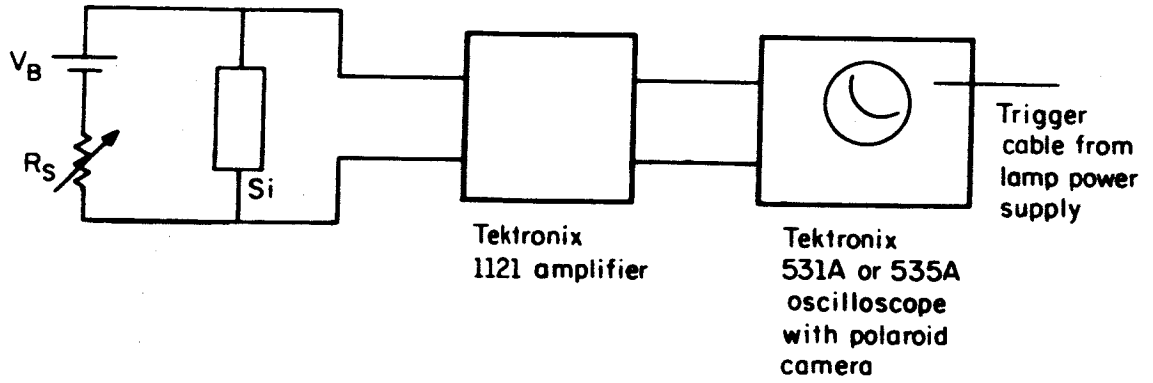 V_B
R_S
Si
Tektronix
1121 amplifier
Tektronix
531A or 535A
oscilloscope
with polaroid
camera
Trigger
cable from
lamp power
supply